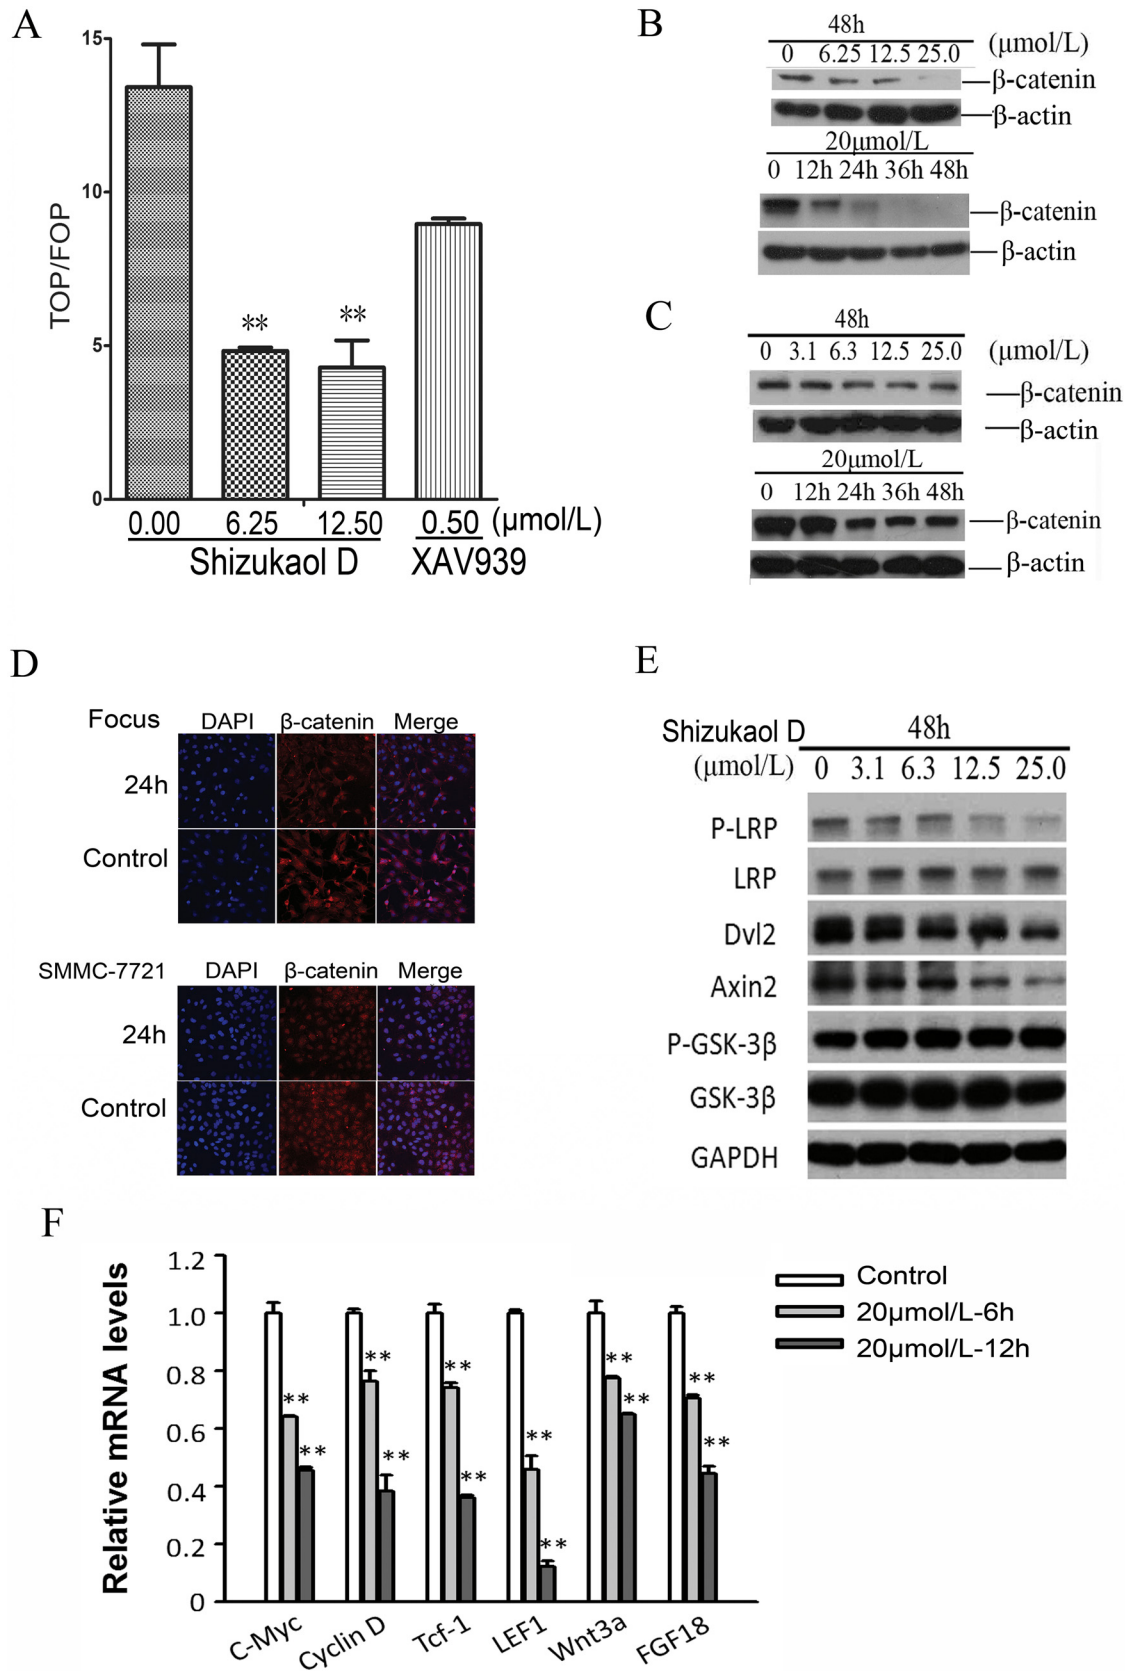 A
15
10
5
0
TOP/FOP
**
**
0.00 6.25 12.50 0.50 (μmol/L)
Shizukaol D XAV939
B
48h
0 6.25 12.5 25.0 (μmol/L)
β-catenin
β-actin
20μmol/L
0 12h 24h 36h 48h
β-catenin
β-actin
C
48h
0 3.1 6.3 12.5 25.0 (μmol/L)
β-catenin
β-actin
20μmol/L
0 12h 24h 36h 48h
β-catenin
β-actin
D
Focus DAPI β-catenin Merge
24h
Control
SMMC-7721 DAPI β-catenin Merge
24h
Control
E
Shizukaol D 48h
(μmol/L) 0 3.1 6.3 12.5 25.0
P-LRP
LRP
Dvl2
Axin2
P-GSK-3β
GSK-3β
GAPDH
F
Relative mRNA levels
1.2
1.0
0.8
0.6
0.4
0.2
0
** ** ** ** ** ** ** ** ** ** ** **
C-Myc Cyclin D Tcf-1 LEF1 Wnt3a FGF18
Control
20μmol/L-6h
20μmol/L-12h